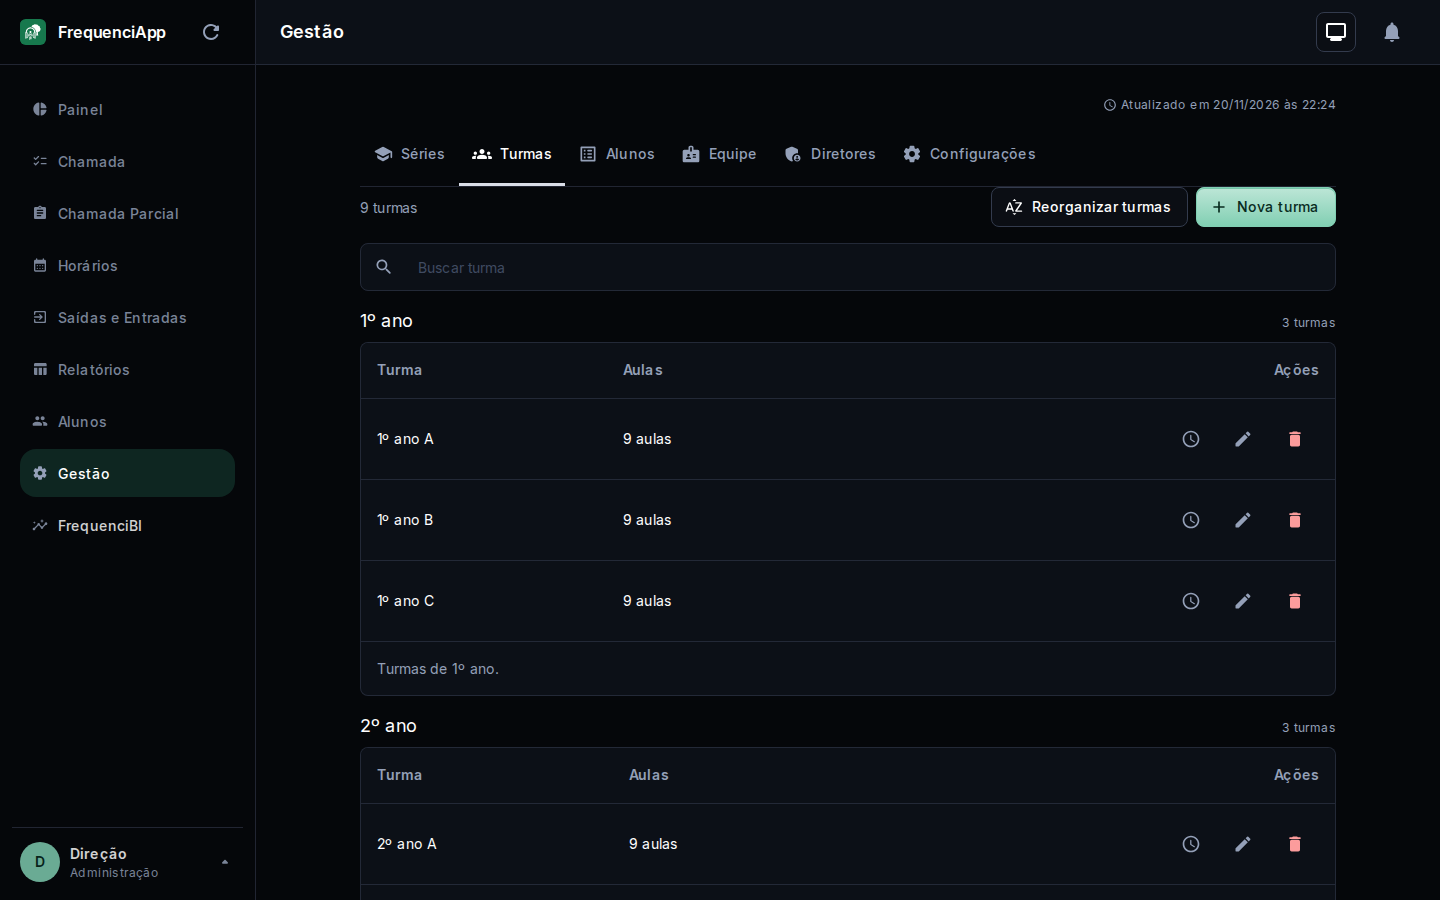 FrequenciApp
Gestão
Painel
Chamada
Chamada Parcial
Horários
Saídas e Entradas
Relatórios
Alunos
Gestão
FrequenciBI
D
Direção
Administração
Atualizado em 20/11/2026 às 22:24
Séries
Turmas
Alunos
Equipe
Diretores
Configurações
9 turmas
Reorganizar turmas
Nova turma
Buscar turma
1º ano
3 turmas
Turma Aulas Ações
1º ano A 9 aulas
1º ano B 9 aulas
1º ano C 9 aulas
Turmas de 1º ano.
2º ano
3 turmas
Turma Aulas Ações
2º ano A 9 aulas